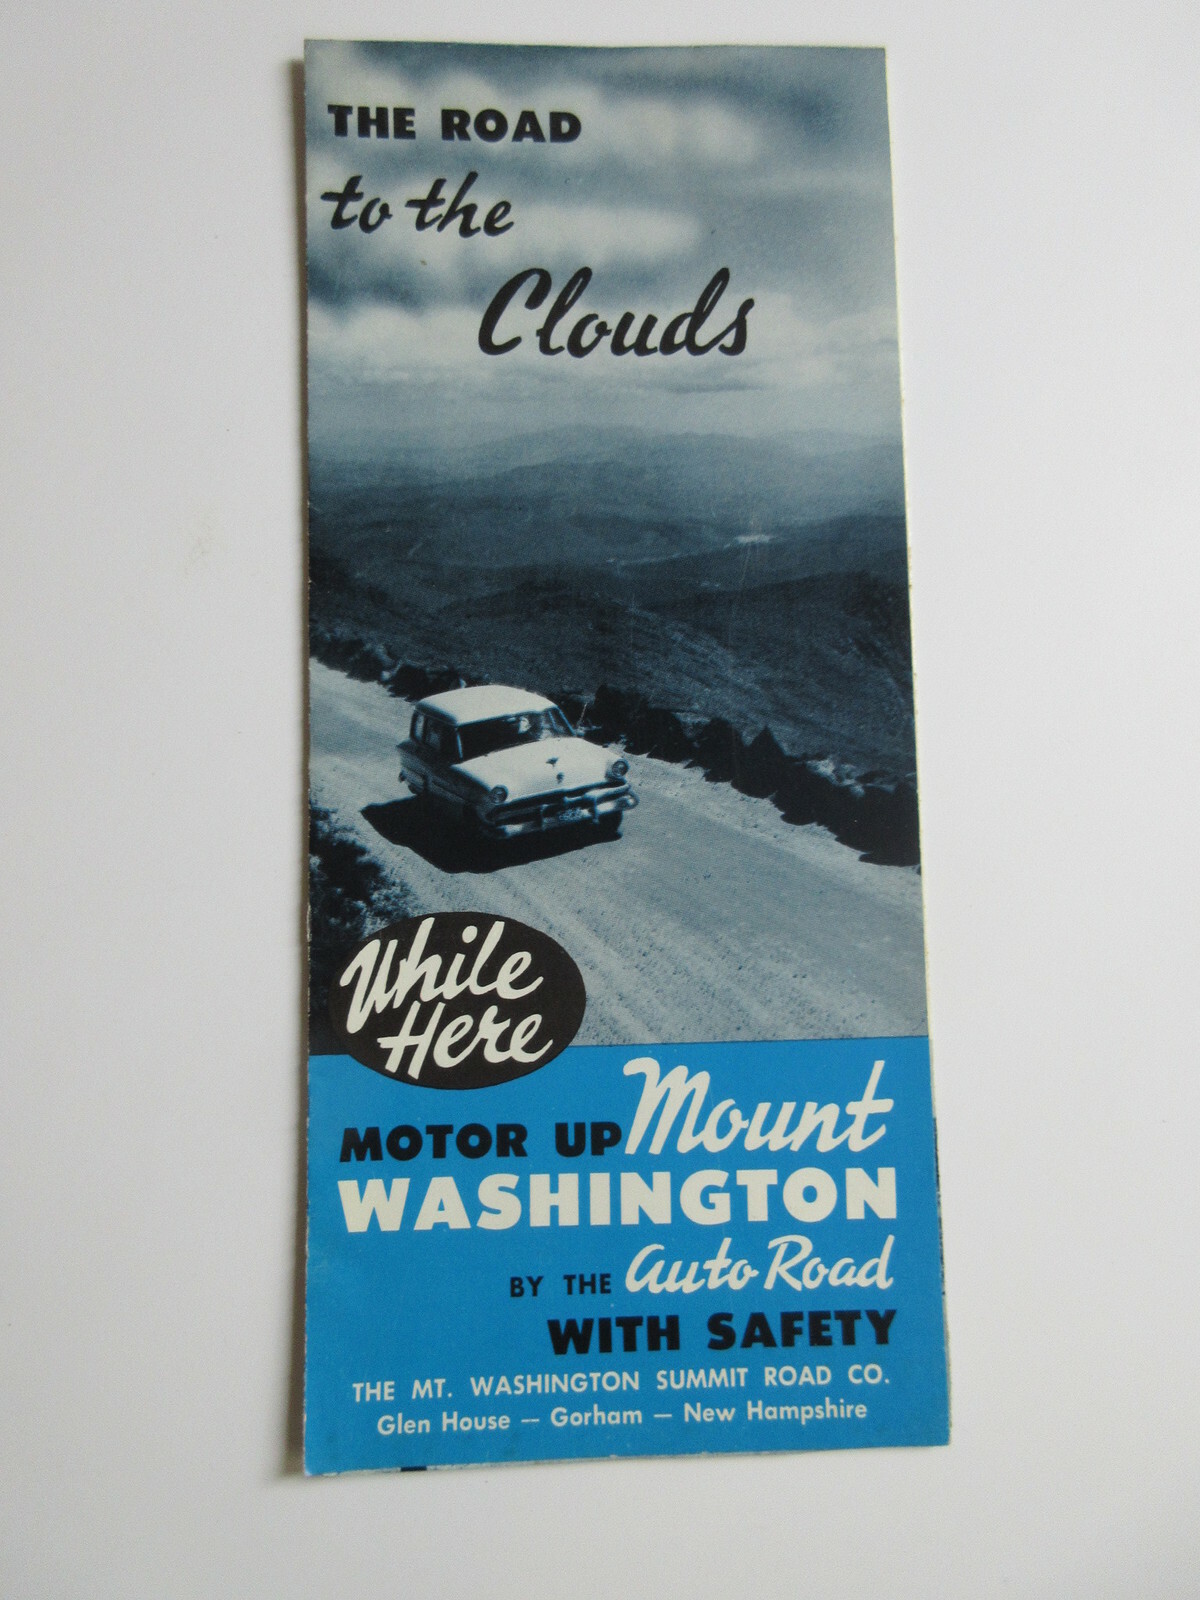 THE ROAD
to the
Clouds
While
Here
MOTOR UP Mount
WASHINGTON
BY THE Auto Road
WITH SAFETY
THE MT. WASHINGTON SUMMIT ROAD CO.
Glen House — Gorham — New Hampshire